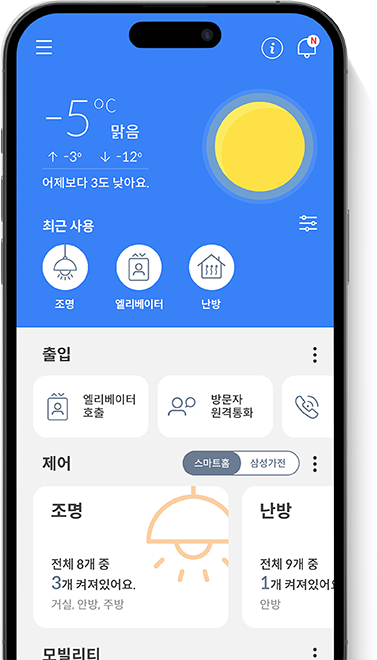 N
-5°C 맑음
↑ -3° ↓ -12°
어제보다 3도 낮아요.
최근 사용
조명 엘리베이터 난방
출입
엘리베이터
호출
방문자
원격통화
제어
스마트홈 삼성가전
조명
전체 8개 중
3개 켜져있어요.
거실, 안방, 주방
난방
전체 9개 중
1개 켜져있어
안방
모빌리티